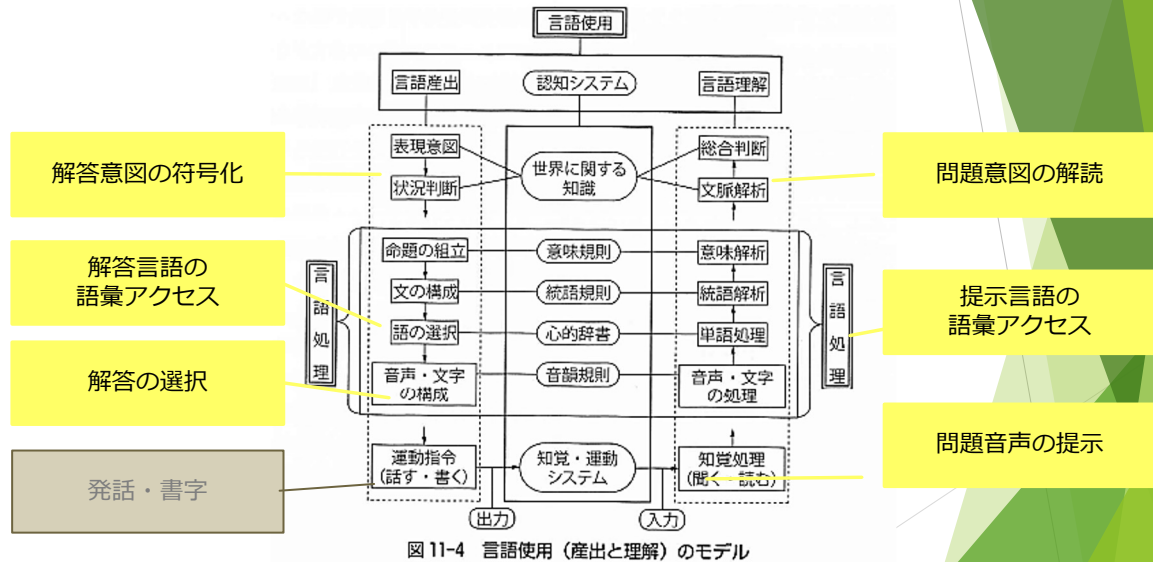 言語使用
言語産出
認知システム
言語理解
解答意図の符号化
表現意図
状況判断
世界に関する
知識
総合判断
文脈解析
問題意図の解読
解答言語の
語彙アクセス
解答の選択
言語処理
命題の組立
文の構成
語の選択
音声・文字
の構成
意味規則
統語規則
心的辞書
音韻規則
意味解析
統語解析
単語処理
音声・文字
の処理
言語処理
提示言語の
語彙アクセス
発話・書字
運動指令
(話す・書く)
知覚・運動
システム
知覚処理
(聞く・読む)
問題音声の提示
出力
入力
図 11-4 言語使用（産出と理解）のモデル